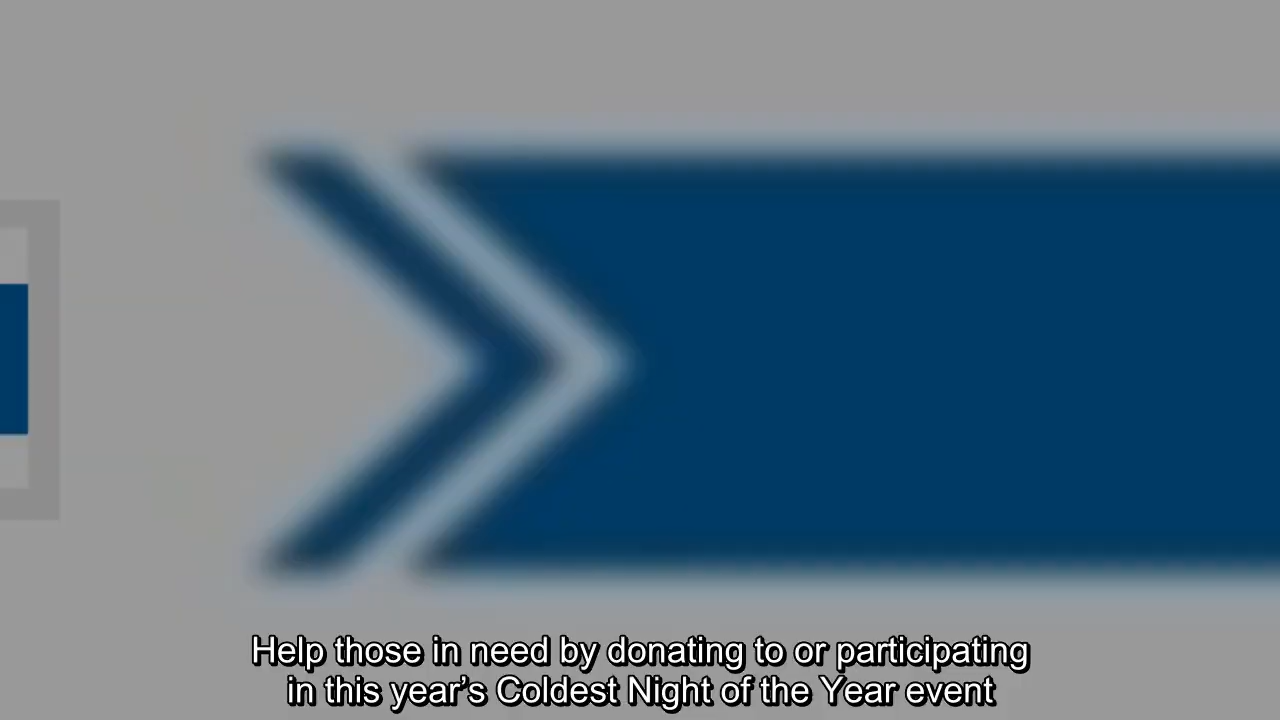 Help those in need by donating to or participating
in this year’s Coldest Night of the Year event